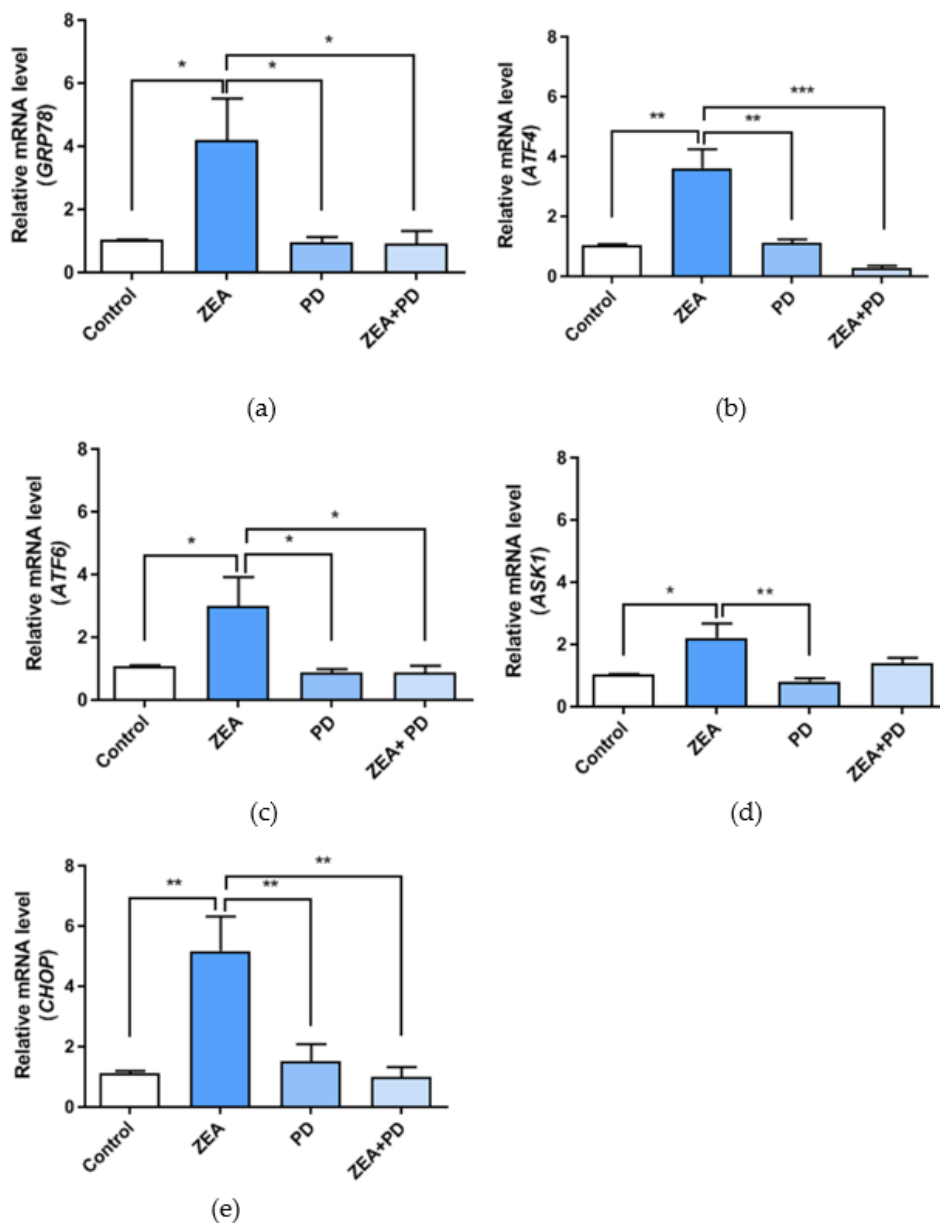 Relative mRNA level
(GRP78)
8
6
4
2
0
*
*
*
Control
ZEA
PD
ZEA+PD
(a)
Relative mRNA level
(ATF4)
8
6
4
2
0
**
**
***
Control
ZEA
PD
ZEA+PD
(b)
Relative mRNA level
(ATF6)
8
6
4
2
0
*
*
*
Control
ZEA
PD
ZEA+ PD
(c)
Relative mRNA level
(ASK1)
8
6
4
2
0
*
**
Control
ZEA
PD
ZEA+PD
(d)
Relative mRNA level
(CHOP)
8
6
4
2
0
**
**
**
Control
ZEA
PD
ZEA+PD
(e)